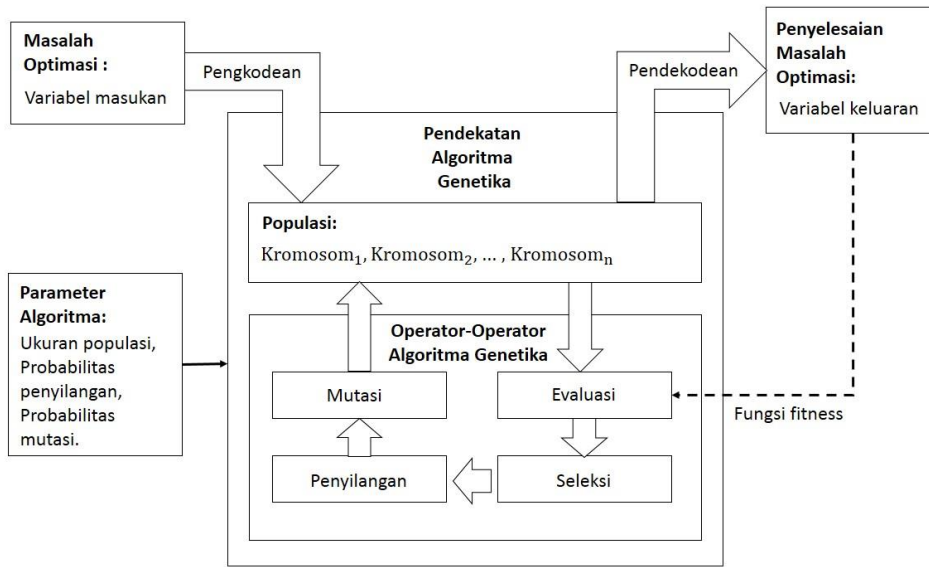 Masalah
Optimasi :
Variabel masukan
Pengkodean
Pendekodean
Penyelesaian
Masalah
Optimasi:
Variabel keluaran
Pendekatan
Algoritma
Genetika
Populasi:
Kromosom₁, Kromosom₂, … , Kromosomₙ
Parameter
Algoritma:
Ukuran populasi,
Probabilitas
penyilangan,
Probabilitas
mutasi.
Operator-Operator
Algoritma Genetika
Mutasi
Evaluasi
Fungsi fitness
Penyilangan
Seleksi